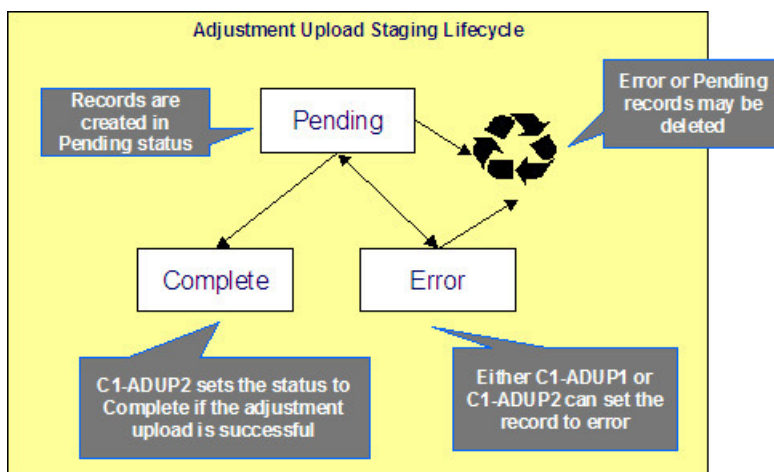 Adjustment Upload Staging Lifecycle
Records are
created in
Pending status
Pending
Error or Pending
records may be
deleted
Complete
Error
C1-ADUP2 sets the status to
Complete if the adjustment
upload is successful
Either C1-ADUP1 or
C1-ADUP2 can set the
record to error